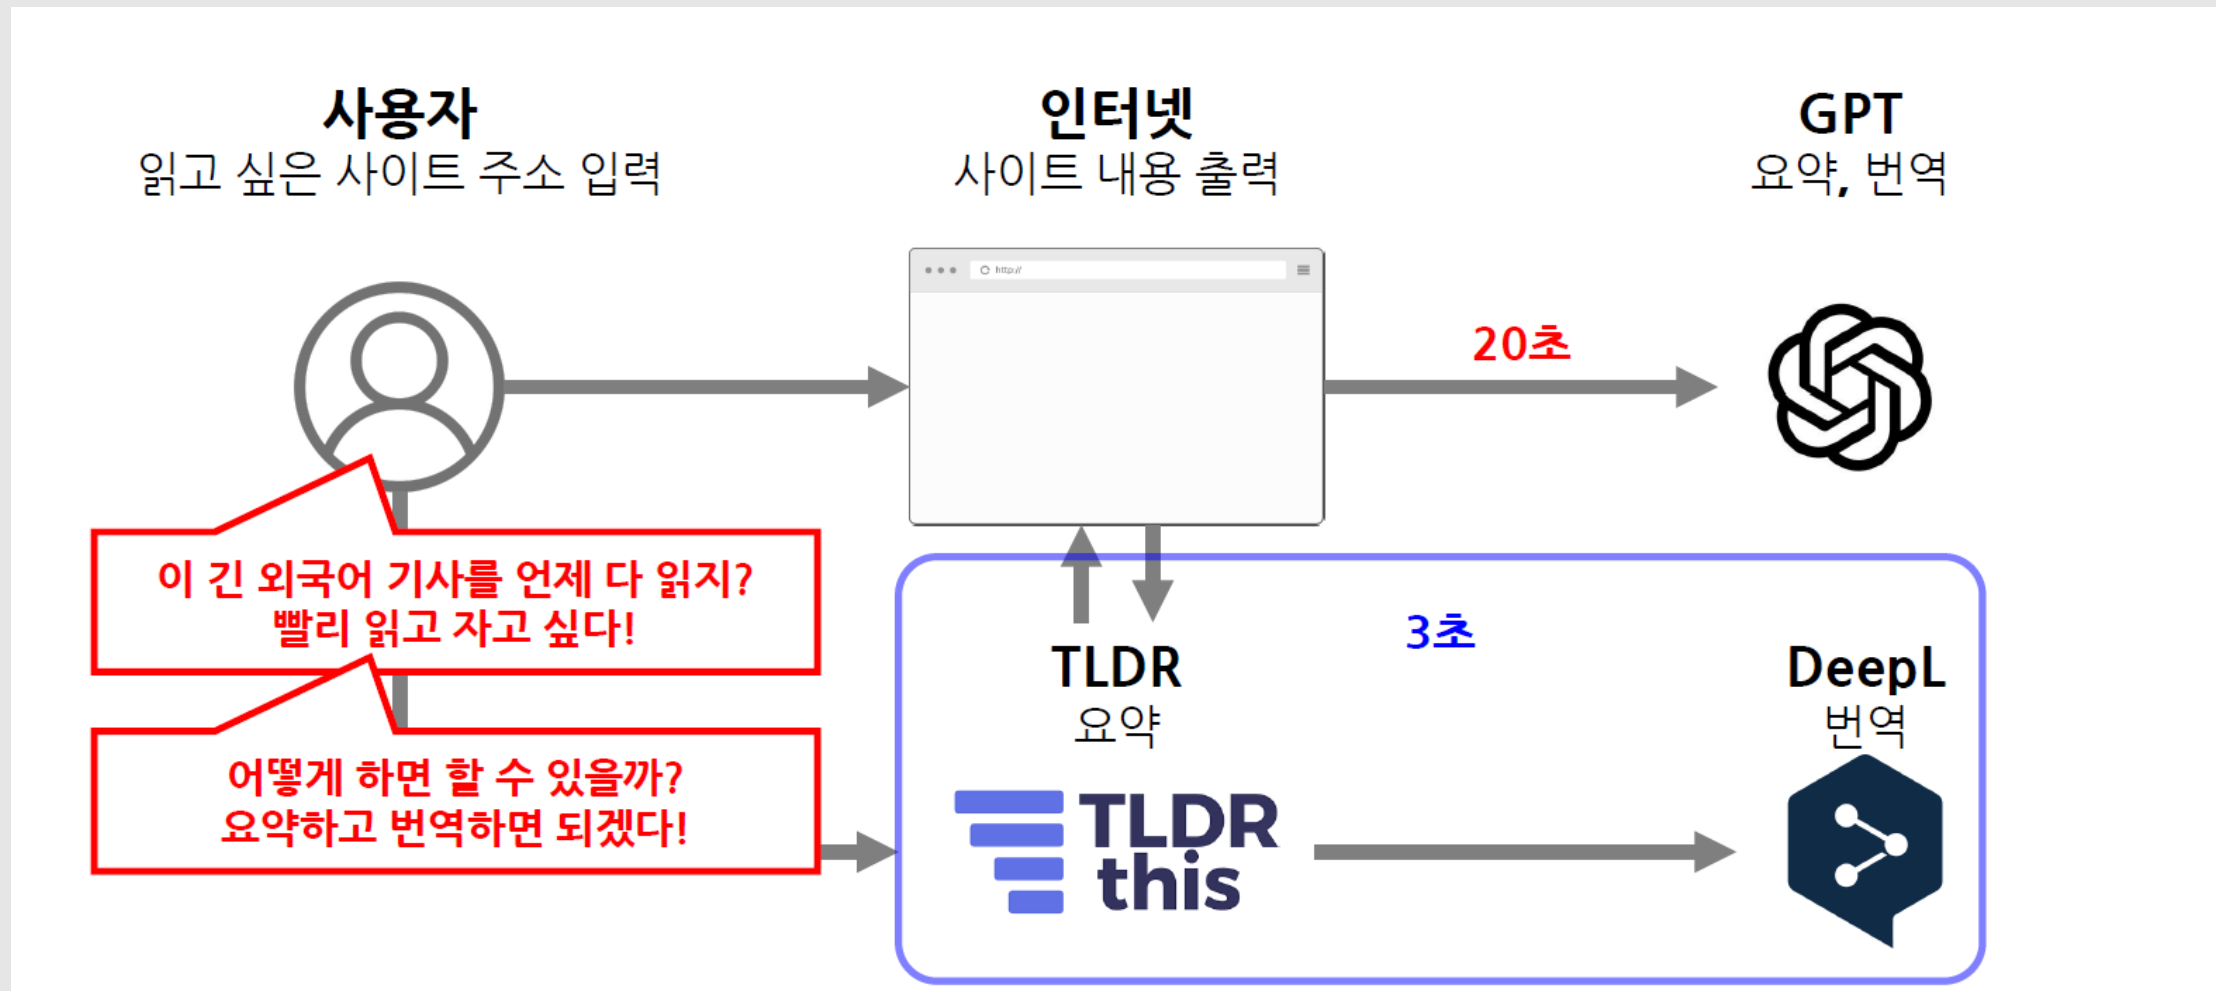 사용자
읽고 싶은 사이트 주소 입력
인터넷
사이트 내용 출력
GPT
요약, 번역
http://
20초
이 긴 외국어 기사를 언제 다 읽지?
빨리 읽고 자고 싶다!
어떻게 하면 할 수 있을까?
요약하고 번역하면 되겠다!
3초
TLDR
요약
TLDR
this
DeepL
번역